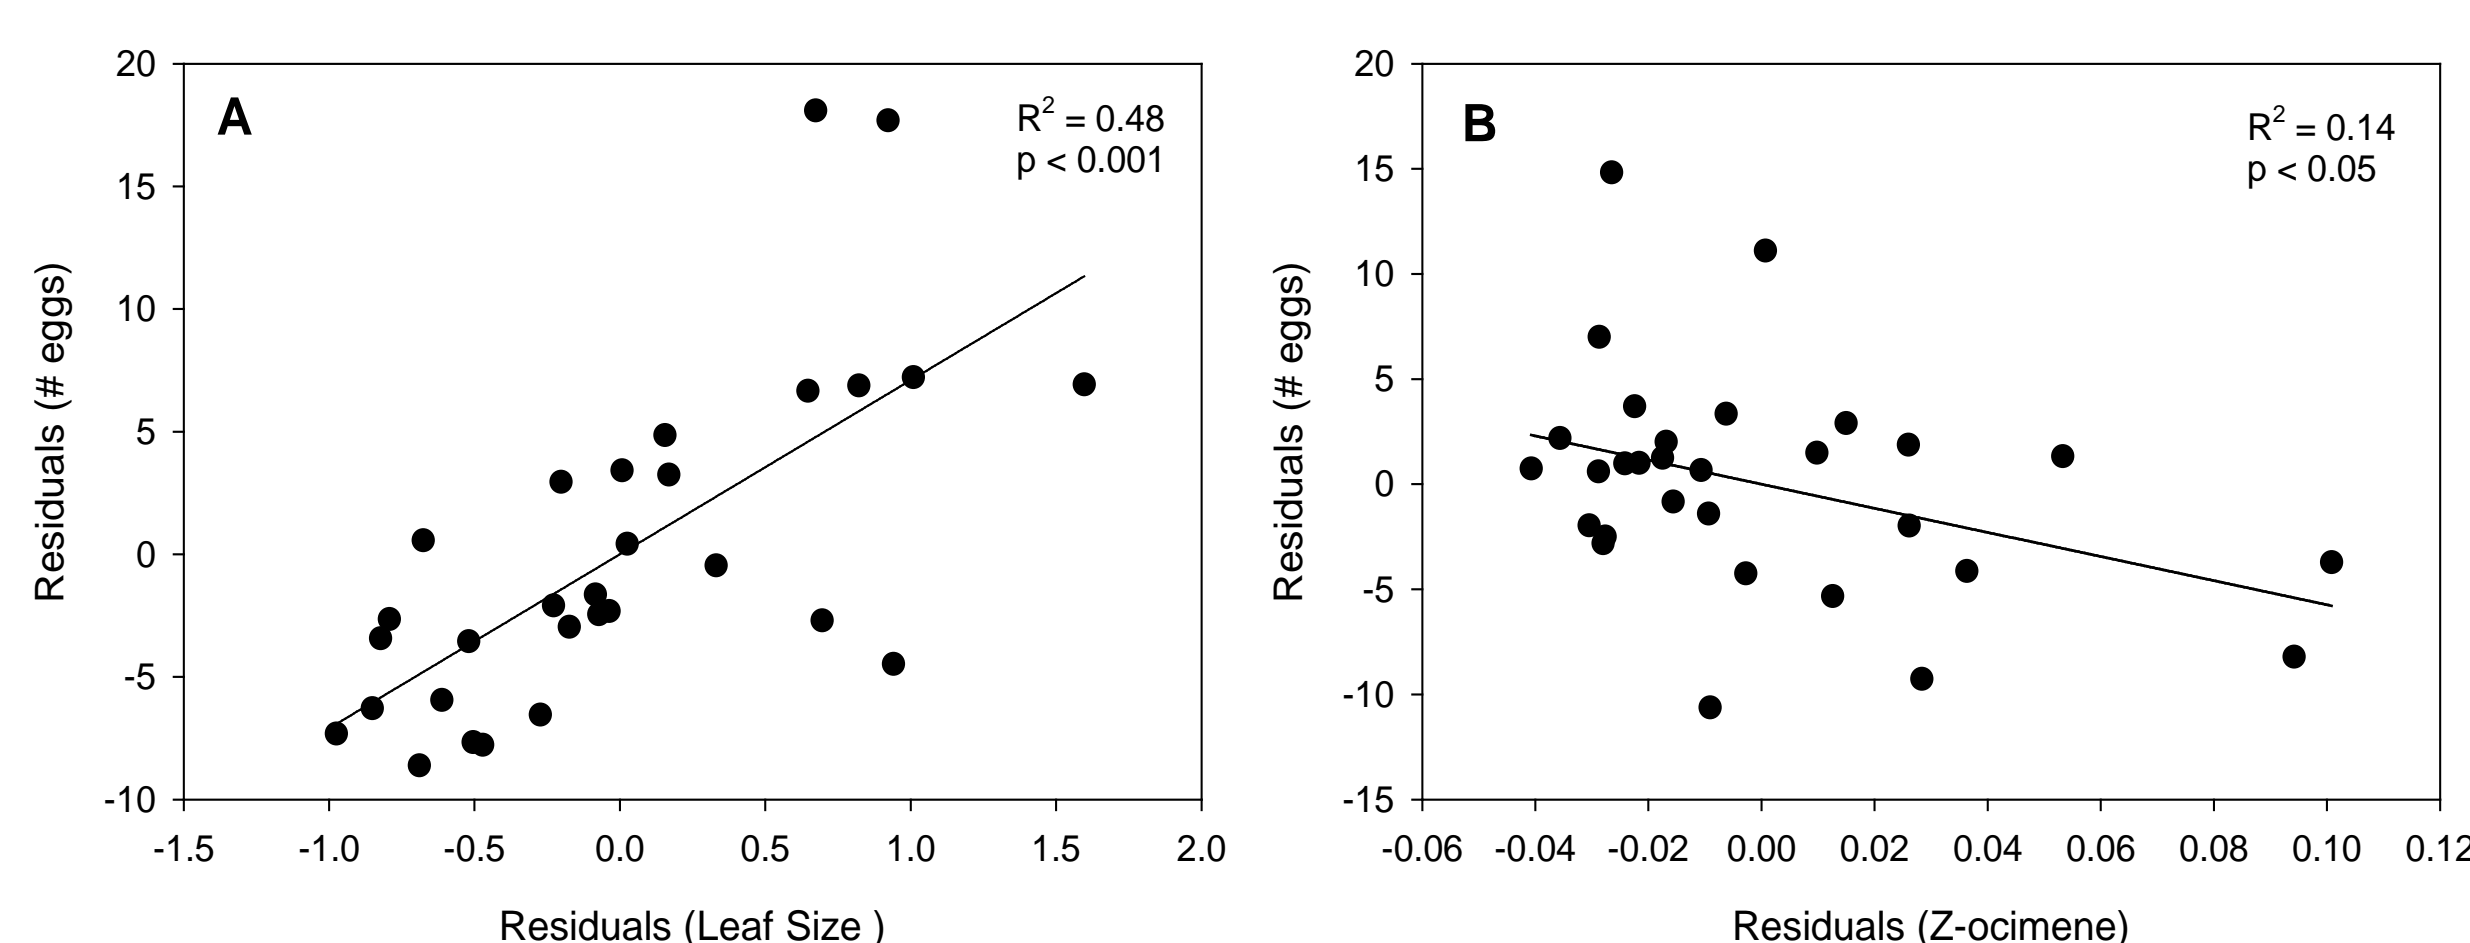 A
R² = 0.48
p < 0.001
20
15
10
5
0
-5
-10
Residuals (# eggs)
-1.5 -1.0 -0.5 0.0 0.5 1.0 1.5 2.0
Residuals (Leaf Size )
B
R² = 0.14
p < 0.05
20
15
10
5
0
-5
-10
-15
Residuals (# eggs)
-0.06 -0.04 -0.02 0.00 0.02 0.04 0.06 0.08 0.10 0.12
Residuals (Z-ocimene)